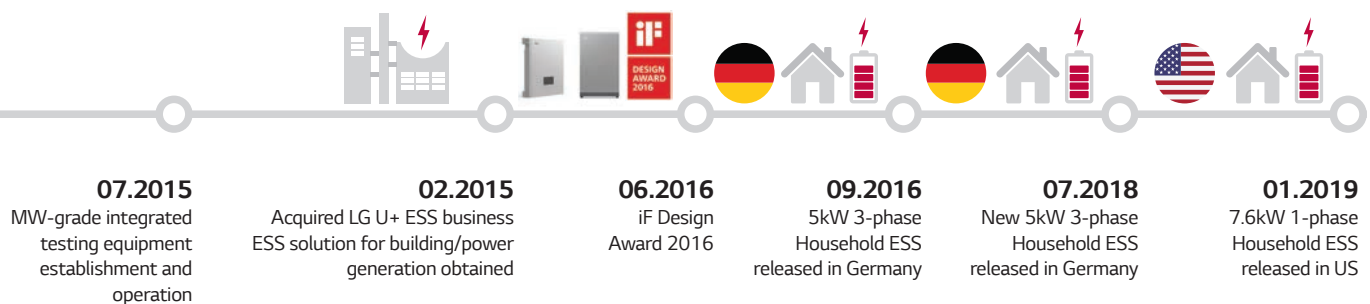 iF
DESIGN
AWARD
2016
07.2015
MW-grade integrated
testing equipment
establishment and
operation
02.2015
Acquired LG U+ ESS business
ESS solution for building/power
generation obtained
06.2016
iF Design
Award 2016
09.2016
5kW 3-phase
Household ESS
released in Germany
07.2018
New 5kW 3-phase
Household ESS
released in Germany
01.2019
7.6kW 1-phase
Household ESS
released in US